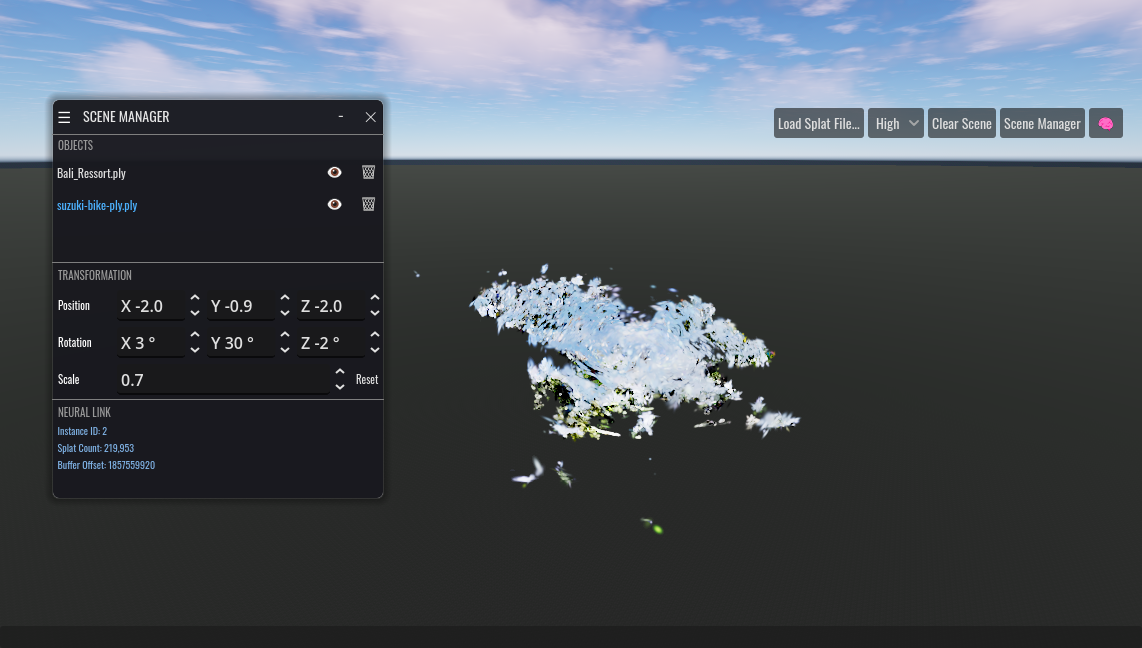 SCENE MANAGER
OBJECTS
Bali_Ressort.ply
suzuki-bike-ply.ply
TRANSFORMATION
Position X -2.0 Y -0.9 Z -2.0
Rotation X 3 ° Y 30 ° Z -2 °
Scale 0.7 Reset
NEURAL LINK
Instance ID: 2
Splat Count: 219,953
Buffer Offset: 1857559920
Load Splat File... High Clear Scene Scene Manager